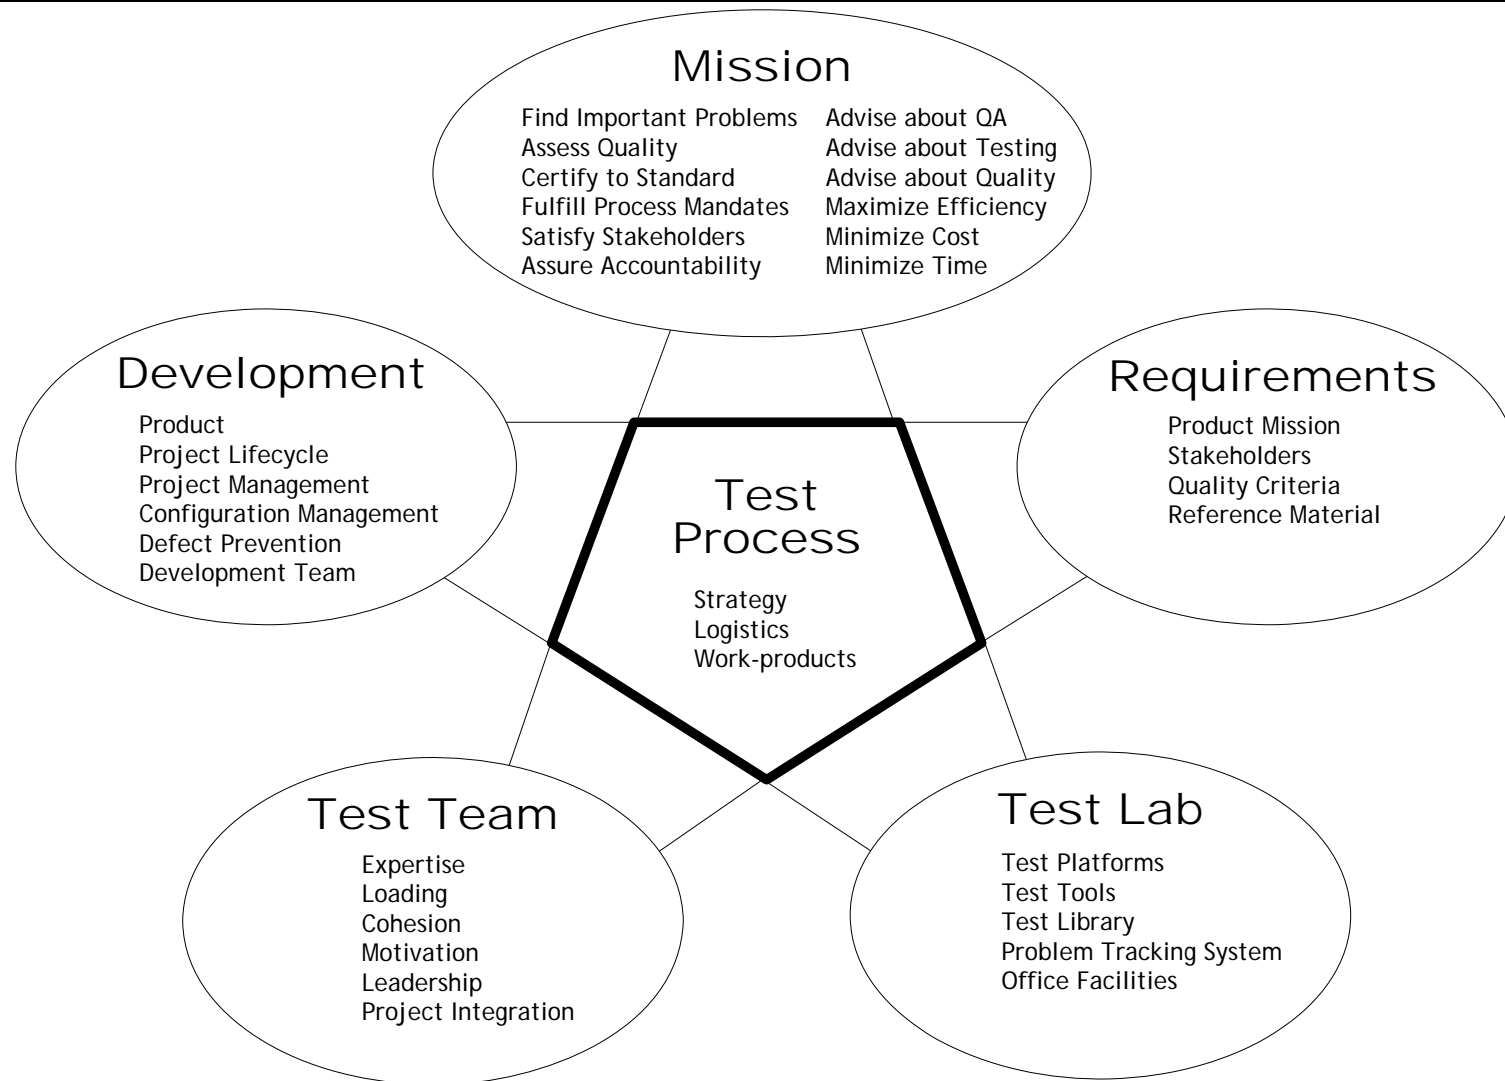 Mission
Find Important Problems
Assess Quality
Certify to Standard
Fulfill Process Mandates
Satisfy Stakeholders
Assure Accountability
Advise about QA
Advise about Testing
Advise about Quality
Maximize Efficiency
Minimize Cost
Minimize Time
Development
Product
Project Lifecycle
Project Management
Configuration Management
Defect Prevention
Development Team
Requirements
Product Mission
Stakeholders
Quality Criteria
Reference Material
Test
Process
Strategy
Logistics
Work-products
Test Team
Expertise
Loading
Cohesion
Motivation
Leadership
Project Integration
Test Lab
Test Platforms
Test Tools
Test Library
Problem Tracking System
Office Facilities